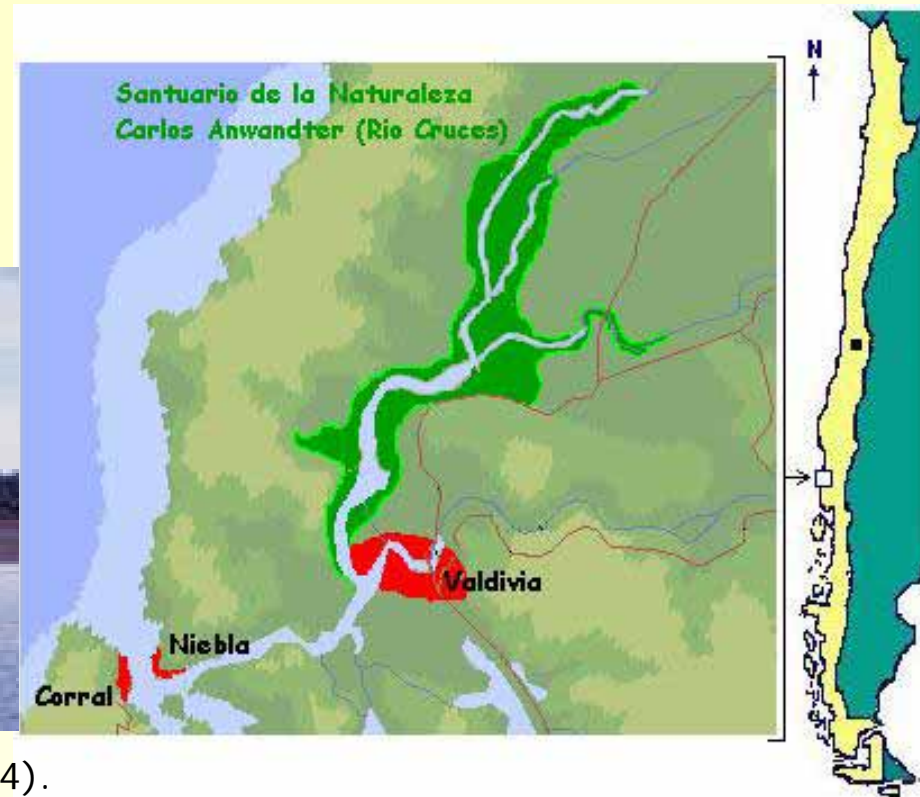 Santuario de la Naturaleza
Carlos Anwandter (Rio Cruces)
N
Valdivia
Niebla
Corral
4).